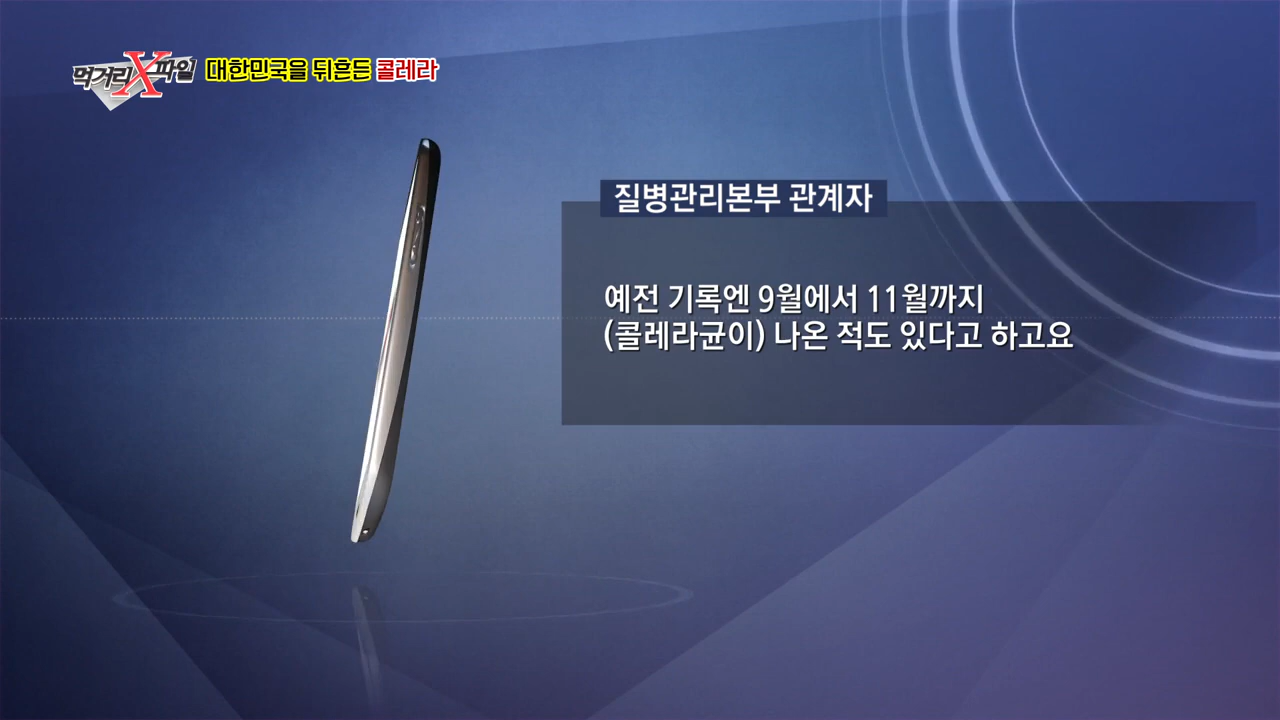 먹거리X파일 대한민국을 뒤흔든 콜레라
질병관리본부 관계자
예전 기록엔 9월에서 11월까지
(콜레라균이) 나온 적도 있다고 하고요